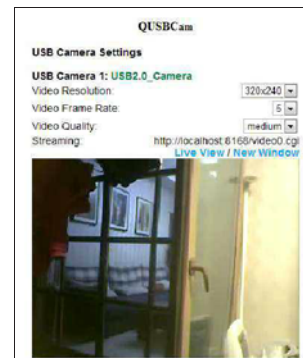 QUSBCam
USB Camera Settings
USB Camera 1: USB2.0_Camera
Video Resolution: 320x240
Video Frame Rate: 5
Video Quality: medium
Streaming: http://localhost:8168/video0.cgi
Live View / New Window